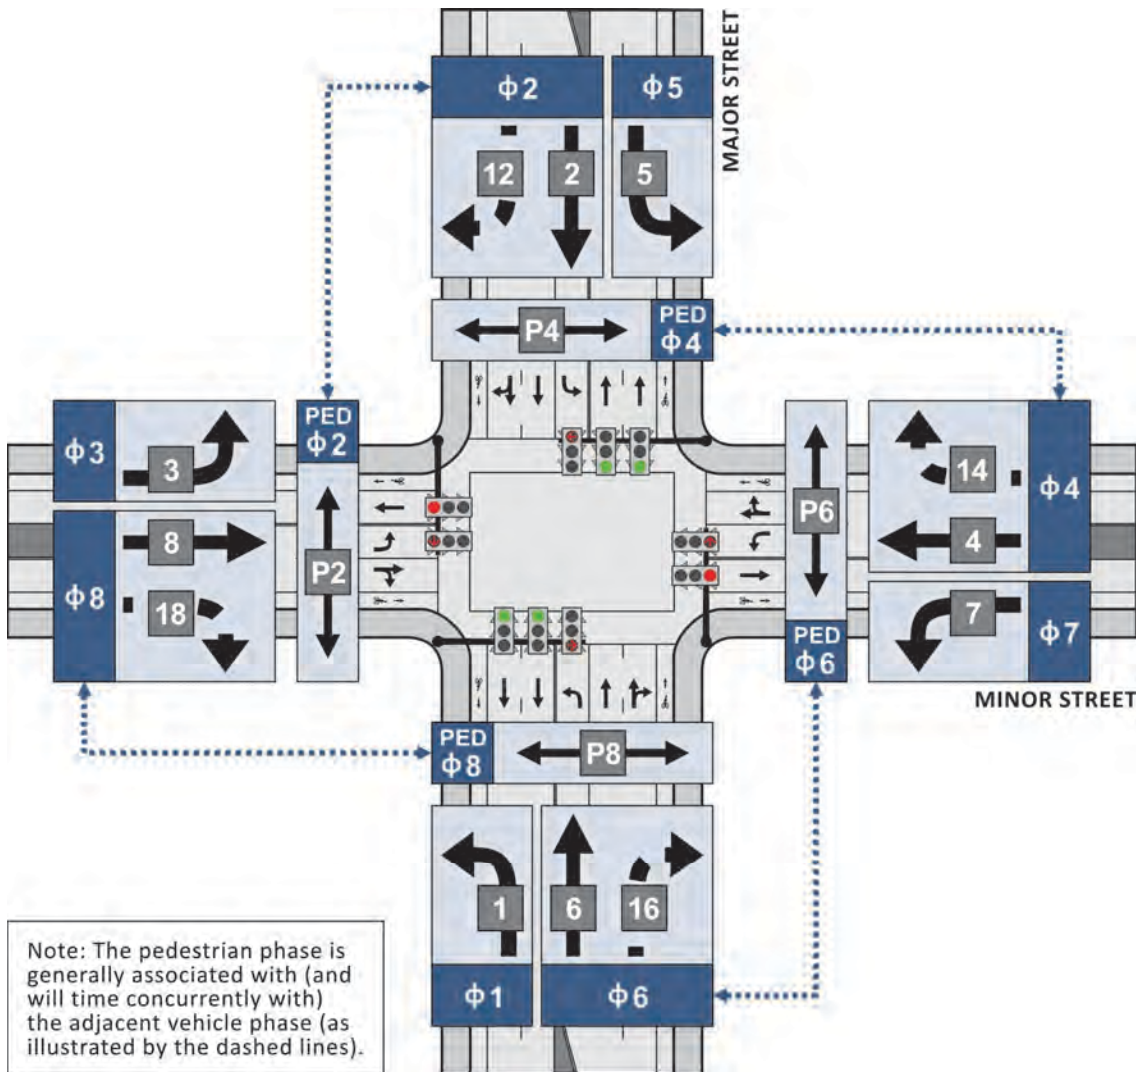 ϕ2
ϕ5
MAJOR STREET
12
2
5
P4
PED
ϕ4
ϕ3
3
PED
ϕ2
14
ϕ4
8
P2
P6
4
ϕ8
18
7
ϕ7
PED
ϕ6
MINOR STREET
PED
ϕ8
P8
1
6
16
ϕ1
ϕ6
Note: The pedestrian phase is
generally associated with (and
will time concurrently with)
the adjacent vehicle phase (as
illustrated by the dashed lines).